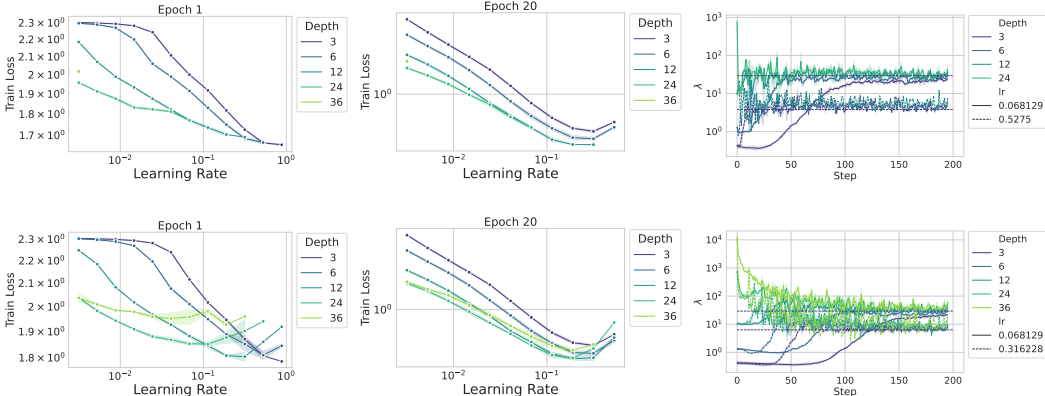 Epoch 1
Train Loss
2.3 × 10⁰
2.2 × 10⁰
2.1 × 10⁰
2 × 10⁰
1.9 × 10⁰
1.8 × 10⁰
1.7 × 10⁰
10⁻² 10⁻¹ 10⁰
Learning Rate
Depth
3
6
12
24
36
Epoch 20
Train Loss
10⁰
10⁻² 10⁻¹
Learning Rate
Depth
3
6
12
24
36
λ
10³
10²
10¹
10⁰
0 50 100 150 200
Step
Depth
3
6
12
24
lr
0.068129
0.5275
Epoch 1
Train Loss
2.3 × 10⁰
2.2 × 10⁰
2.1 × 10⁰
2 × 10⁰
1.9 × 10⁰
1.8 × 10⁰
10⁻² 10⁻¹ 10⁰
Learning Rate
Depth
3
6
12
24
36
Epoch 20
Train Loss
10⁰
10⁻² 10⁻¹
Learning Rate
Depth
3
6
12
24
36
λ
10⁴
10³
10²
10¹
10⁰
0 50 100 150 200
Step
Depth
3
6
12
24
36
lr
0.068129
0.316228